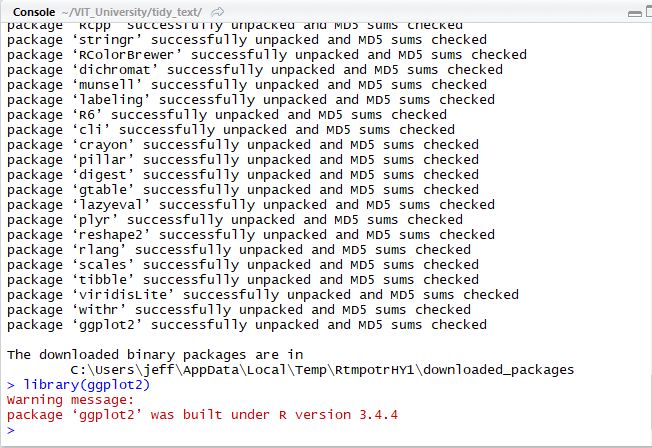 Console ~/VIT_University/tidy_text/
package ‘Rcpp’ successfully unpacked and MD5 sums checked
package ‘stringr’ successfully unpacked and MD5 sums checked
package ‘RColorBrewer’ successfully unpacked and MD5 sums checked
package ‘dichromat’ successfully unpacked and MD5 sums checked
package ‘munsell’ successfully unpacked and MD5 sums checked
package ‘labeling’ successfully unpacked and MD5 sums checked
package ‘R6’ successfully unpacked and MD5 sums checked
package ‘cli’ successfully unpacked and MD5 sums checked
package ‘crayon’ successfully unpacked and MD5 sums checked
package ‘pillar’ successfully unpacked and MD5 sums checked
package ‘digest’ successfully unpacked and MD5 sums checked
package ‘gtable’ successfully unpacked and MD5 sums checked
package ‘lazyeval’ successfully unpacked and MD5 sums checked
package ‘plyr’ successfully unpacked and MD5 sums checked
package ‘reshape2’ successfully unpacked and MD5 sums checked
package ‘rlang’ successfully unpacked and MD5 sums checked
package ‘scales’ successfully unpacked and MD5 sums checked
package ‘tibble’ successfully unpacked and MD5 sums checked
package ‘viridisLite’ successfully unpacked and MD5 sums checked
package ‘withr’ successfully unpacked and MD5 sums checked
package ‘ggplot2’ successfully unpacked and MD5 sums checked
The downloaded binary packages are in
C:\Users\jeff\AppData\Local\Temp\RtmpotrHY1\downloaded_packages
> library(ggplot2)
Warning message:
package ‘ggplot2’ was built under R version 3.4.4
>